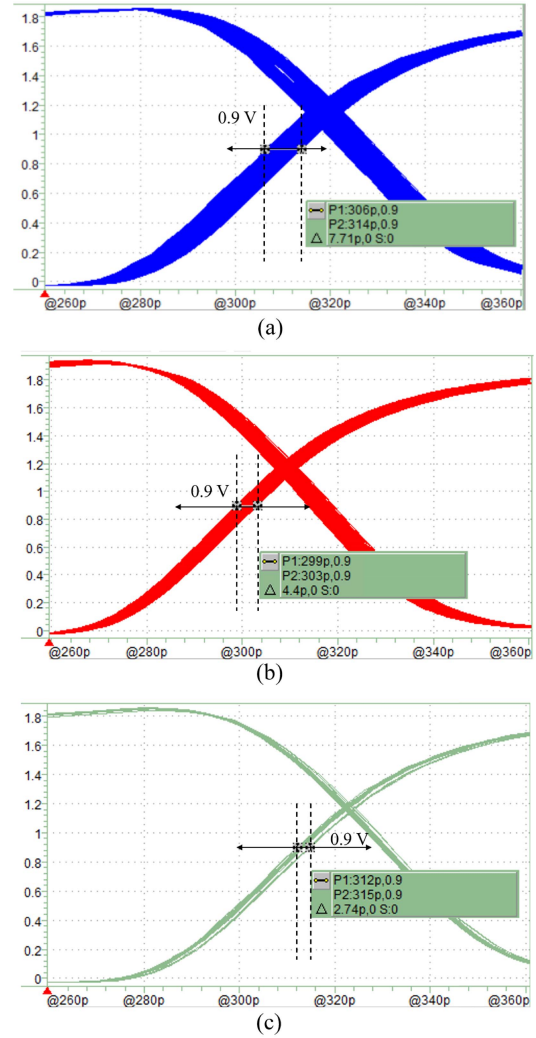 1.8
1.6
1.4
1.2
0.9 V
1
0.8
0.6
P1:306p,0.9
P2:314p,0.9
0.4
△ 7.71p,0 S:0
0.2
0
@260p @280p @300p @320p @340p @360p
(a)
1.8
1.6
1.4
1.2
1
0.9 V
0.8
0.6
P1:299p,0.9
P2:303p,0.9
0.4
△ 4.4p,0 S:0
0.2
0
@260p @280p @300p @320p @340p @360p
(b)
1.8
1.6
1.4
1.2
1
0.9 V
0.8
P1:312p,0.9
0.6
P2:315p,0.9
△ 2.74p,0 S:0
0.4
0.2
0
@260p @280p @300p @320p @340p @360p
(c)